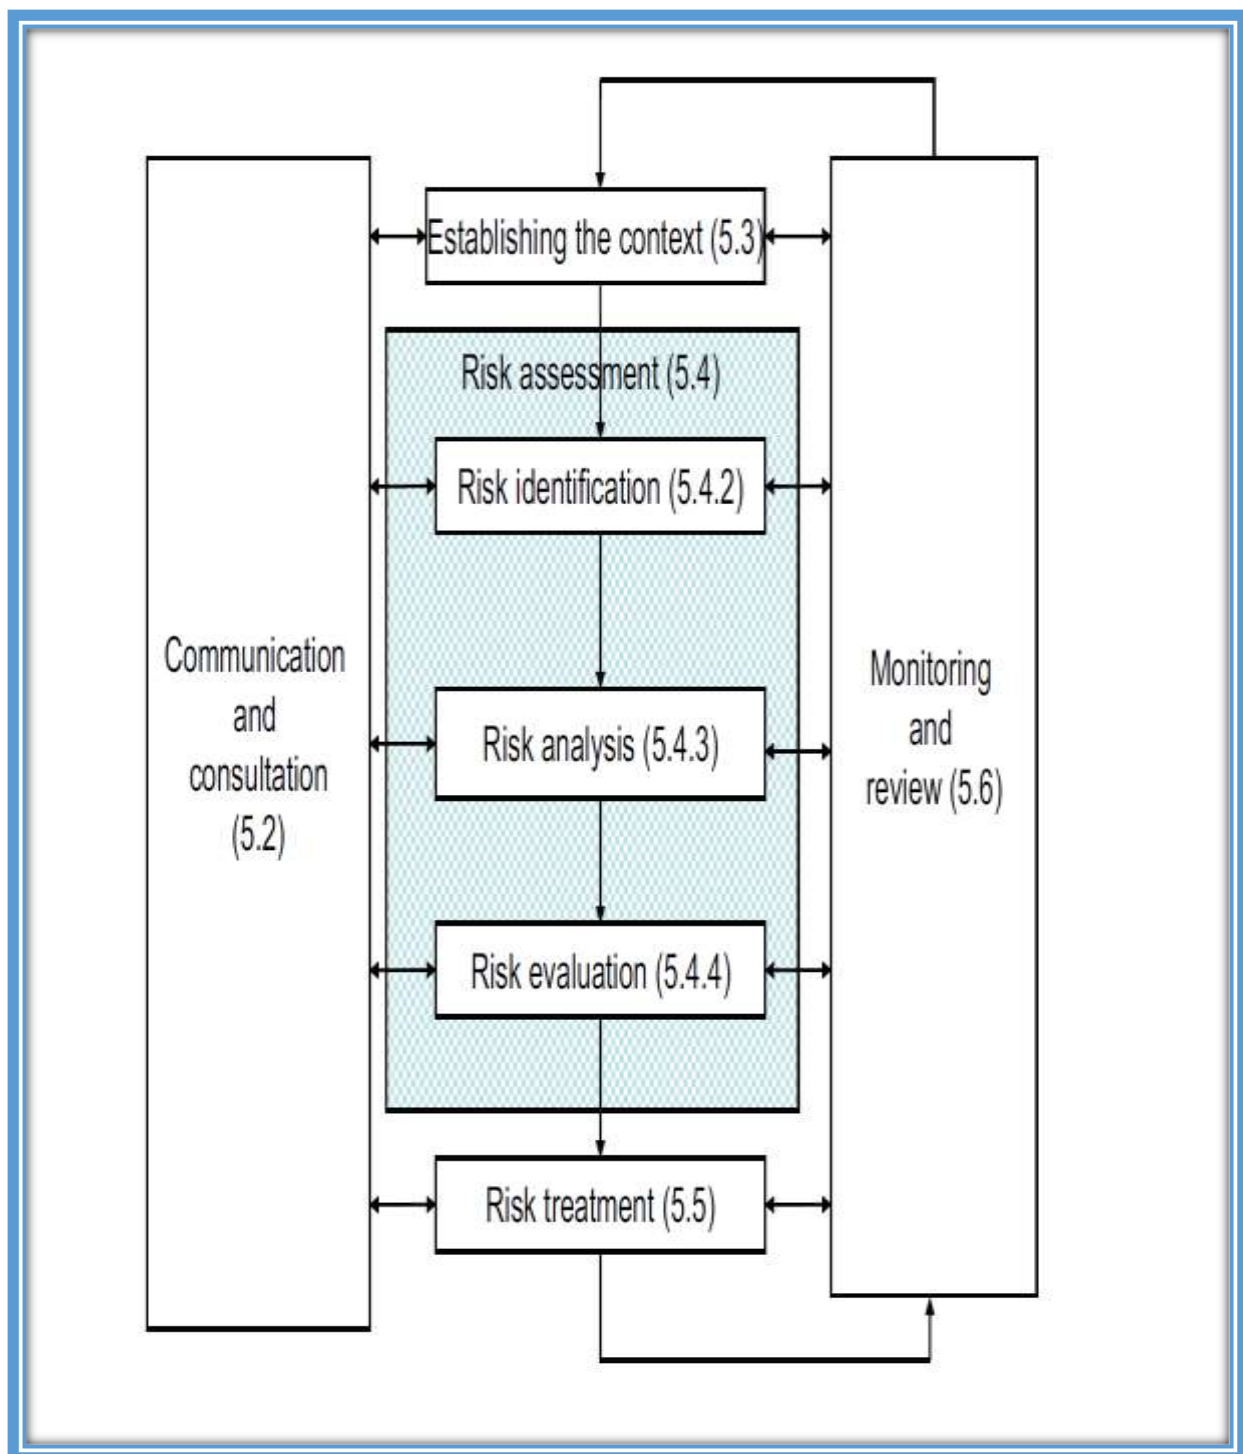 Establishing the context (5.3)
Risk assessment (5.4)
Risk identification (5.4.2)
Communication
and
consultation
(5.2)
Risk analysis (5.4.3)
Monitoring
and
review (5.6)
Risk evaluation (5.4.4)
Risk treatment (5.5)